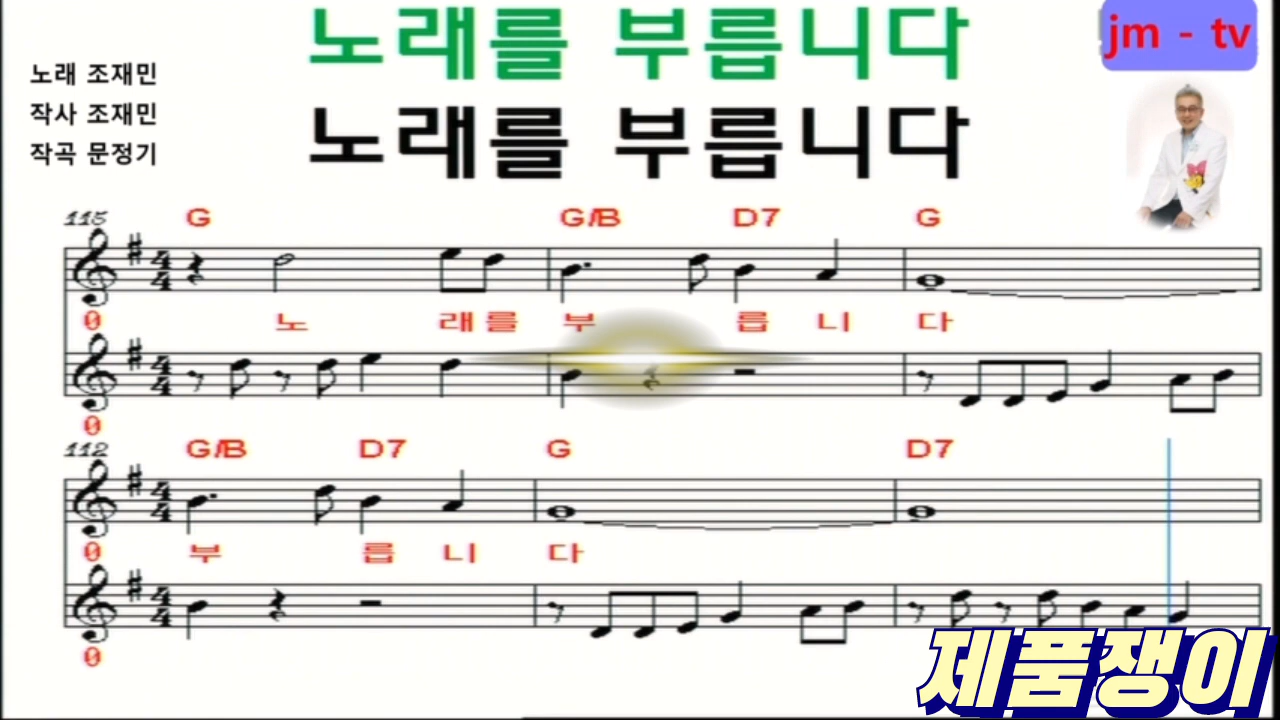 노래를 부릅니다
jm - tv
노래 조재민
작사 조재민
작곡 문정기
노래를 부릅니다
115 G G/B D7 G
0 노 래 를 부 릅 니 다
0
112 G/B D7 G D7
0 부 릅 니 다
0
제품쟁이